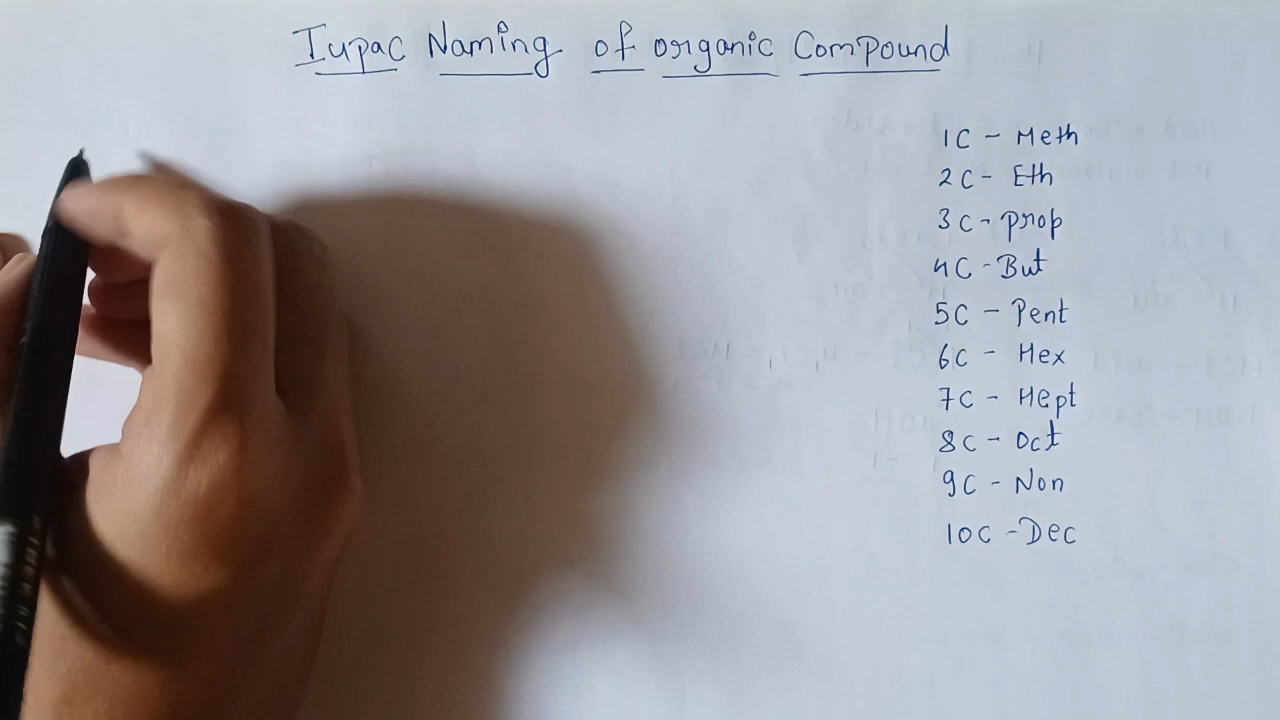 Iupac Naming of organic Compound
1C - Meth
2C - Eth
3C - prop
4C - But
5C - Pent
6C - Hex
7C - Hept
8C - Oct
9C - Non
10C - Dec